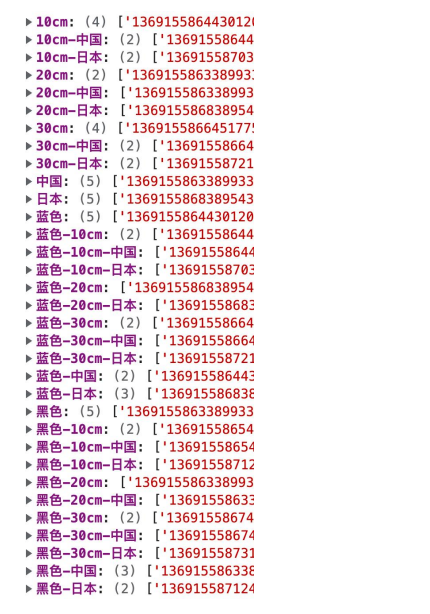 ▶ 10cm: (4) ['136915586443012(
▶ 10cm-中国: (2) ['13691558644
▶ 10cm-日本: (2) ['13691558703
▶ 20cm: (2) ['136915586338993
▶ 20cm-中国: (2) ['136915586338993
▶ 20cm-日本: (2) ['136915586838954
▶ 30cm: (4) ['136915586645177
▶ 30cm-中国: (2) ['13691558664
▶ 30cm-日本: (2) ['13691558721
▶ 中国: (5) ['1369155863389933
▶ 日本: (5) ['1369155868389543
▶ 蓝色: (5) ['1369155864430120
▶ 蓝色-10cm: (2) ['13691558644
▶ 蓝色-10cm-中国: ['13691558644
▶ 蓝色-10cm-日本: ['13691558703
▶ 蓝色-20cm: ['136915586838954
▶ 蓝色-20cm-日本: ['1369155868 3
▶ 蓝色-30cm: (2) ['13691558664
▶ 蓝色-30cm-中国: ['13691558664
▶ 蓝色-30cm-日本: ['13691558721
▶ 蓝色-中国: (2) ['136915586443
▶ 蓝色-日本: (3) ['136915586838
▶ 黑色: (5) ['1369155863389933
▶ 黑色-10cm: (2) ['13691558654
▶ 黑色-10cm-中国: ['13691558654
▶ 黑色-10cm-日本: ['13691558712
▶ 黑色-20cm: ['136915586338993
▶ 黑色-20cm-中国: ['13691558633
▶ 黑色-30cm: (2) ['13691558674
▶ 黑色-30cm-中国: ['13691558674
▶ 黑色-30cm-日本: ['13691558731
▶ 黑色-中国: (3) ['136915586338
▶ 黑色-日本: (2) ['136915587124